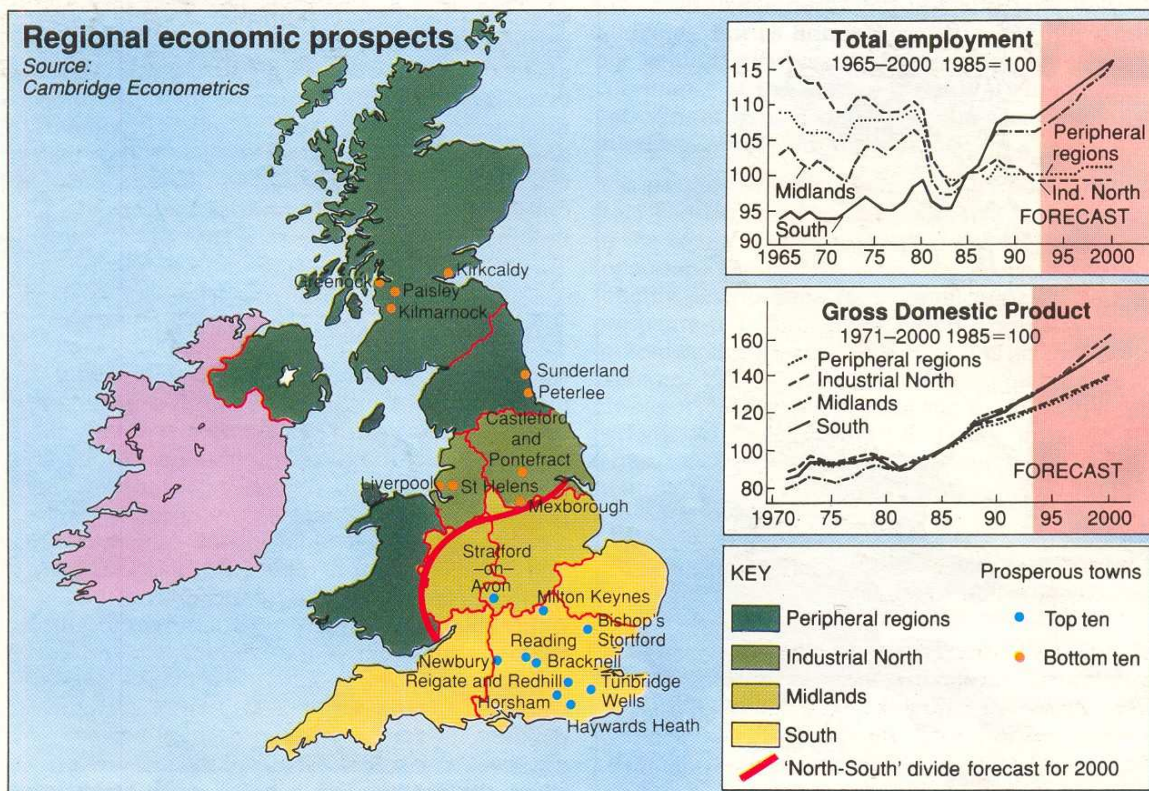 Regional economic prospects
Source:
Cambridge Econometrics
Greenock
Kirkcaldy
Paisley
Kilmarnock
Sunderland
Peterlee
Castleford
and
Pontefract
Liverpool
St Helens
Mexborough
Stratford
–on–
Avon
Milton Keynes
Bishop's
Stortford
Reading
Newbury
Bracknell
Reigate and Redhill
Tunbridge
Wells
Horsham
Haywards Heath
Total employment
1965–2000 1985=100
115
110
105
100
95
90
Midlands
South
Peripheral
regions
Ind. North
FORECAST
1965 70 75 80 85 90 95 2000
Gross Domestic Product
1971–2000 1985=100
160
140
120
100
80
Peripheral regions
Industrial North
Midlands
South
FORECAST
1970 75 80 85 90 95 2000
KEY
Prosperous towns
Peripheral regions
Top ten
Industrial North
Bottom ten
Midlands
South
'North-South' divide forecast for 2000